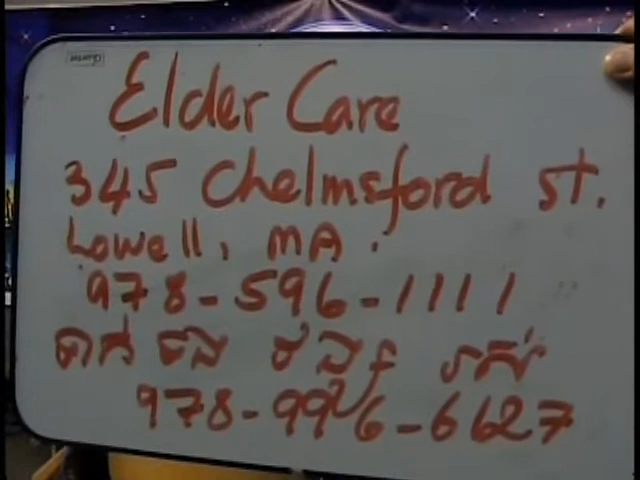 Elder Care
345 Chelmsford St.
Lowell, MA.
978-596-1111
978-996-6627